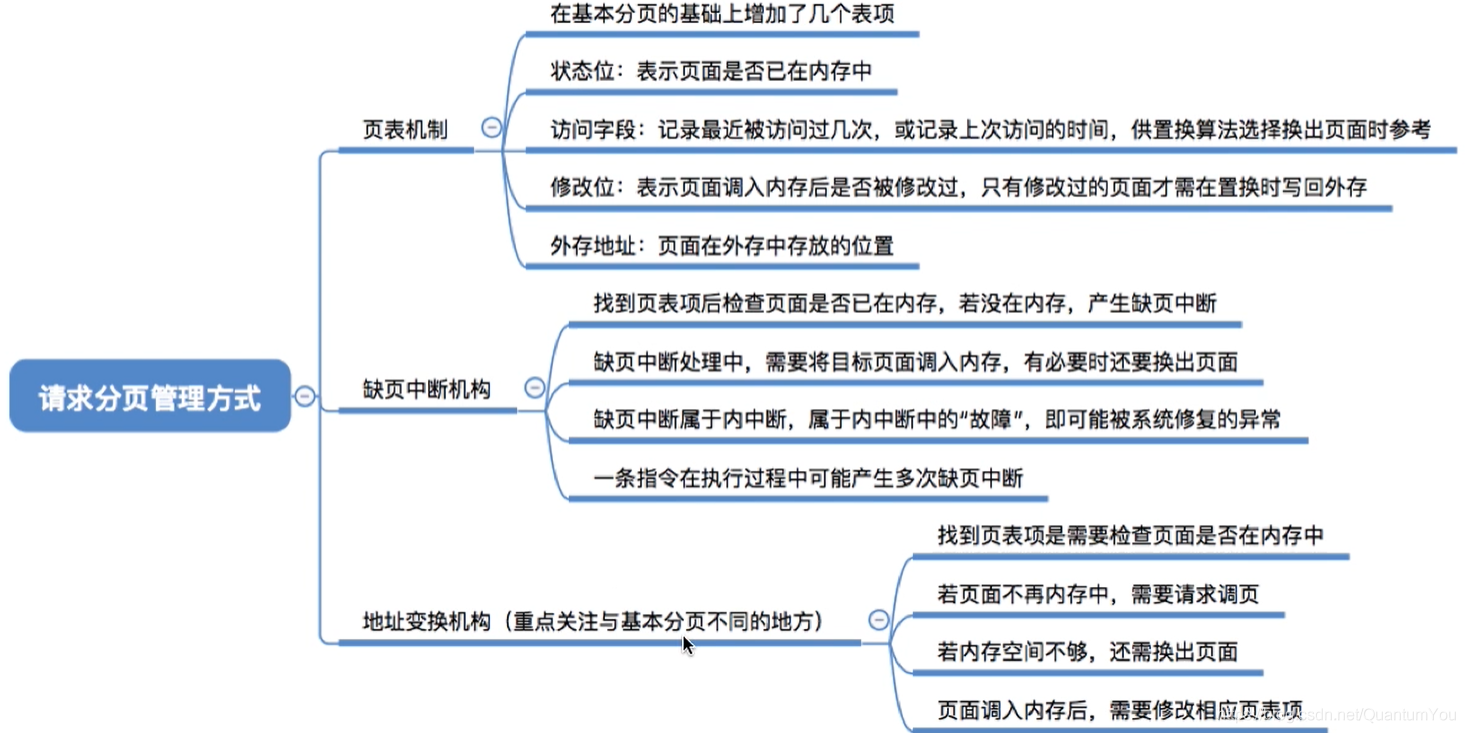 在基本分页的基础上增加了几个表项
状态位：表示页面是否已在内存中
页表机制
访问字段：记录最近被访问过几次，或记录上次访问的时间，供置换算法选择换出页面时参考
修改位：表示页面调入内存后是否被修改过，只有修改过的页面才需在置换时写回外存
外存地址：页面在外存中存放的位置
请求分页管理方式
找到页表项后检查页面是否已在内存，若没在内存，产生缺页中断
缺页中断处理中，需要将目标页面调入内存，有必要时还要换出页面
缺页中断机构
缺页中断属于内中断，属于内中断中的“故障”，即可能被系统修复的异常
一条指令在执行过程中可能产生多次缺页中断
找到页表项是需要检查页面是否在内存中
若页面不再内存中，需要请求调页
地址变换机构（重点关注与基本分页不同的地方）
若内存空间不够，还需换出页面
页面调入内存后，需要修改相应页表项
csdn.net/QuantumYou